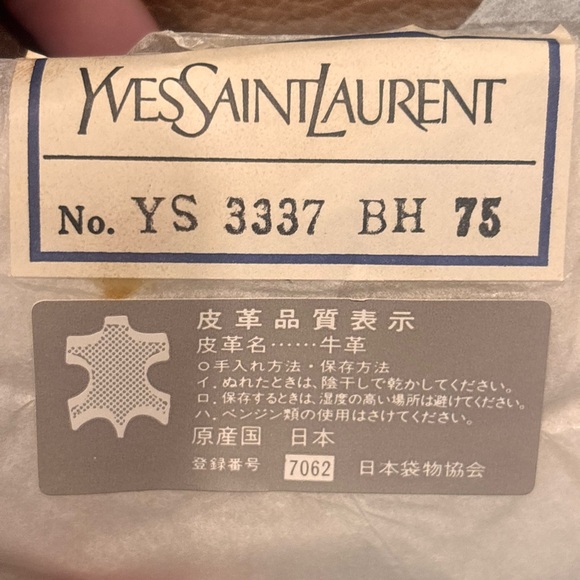 YVESSAINTLAURENT
No. YS 3337 BH 75
皮革品質表示
皮革名……牛革
○手入れ方法・保存方法
イ．ぬれたときは、陰干しで乾かしてください。
ロ．保存するときは、湿度の高い場所は避けてください。
ハ．ベンジン類の使用はさけてください。
原産国 日本
登録番号 7062 日本袋物協会